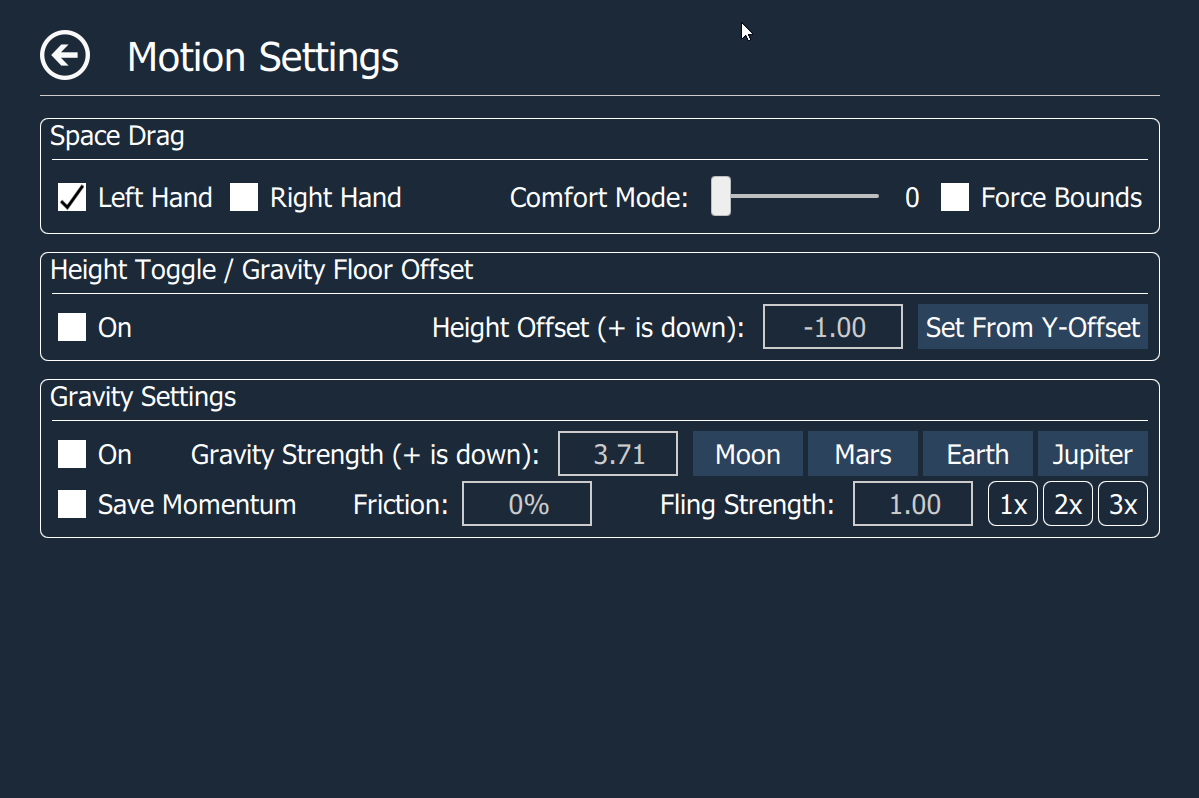 Motion Settings
Space Drag
Left Hand Right Hand Comfort Mode: 0 Force Bounds
Height Toggle / Gravity Floor Offset
On Height Offset (+ is down): -1.00 Set From Y-Offset
Gravity Settings
On Gravity Strength (+ is down): 3.71 Moon Mars Earth Jupiter
Save Momentum Friction: 0% Fling Strength: 1.00 1x 2x 3x